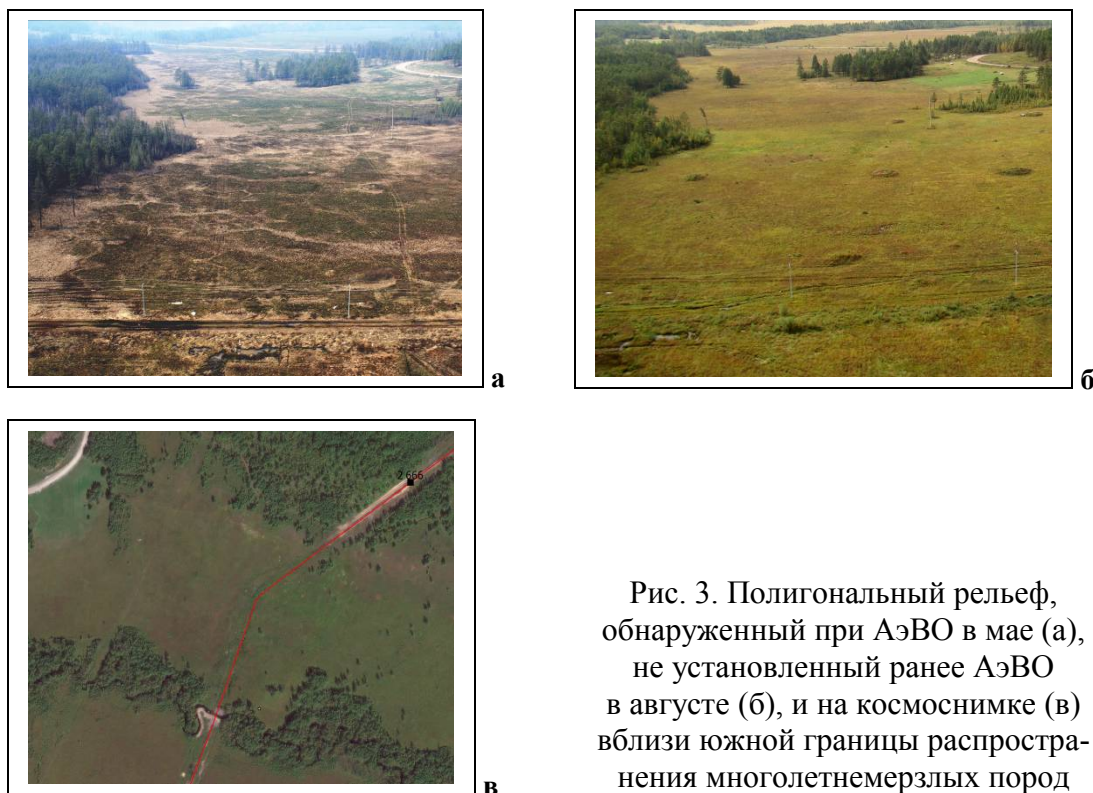 а
б
2 666
в
Рис. 3. Полигональный рельеф,
обнаруженный при АэВО в мае (а),
не установленный ранее АэВО
в августе (б), и на космоснимке (в)
вблизи южной границы распростра-
нения многолетнемерзлых пород